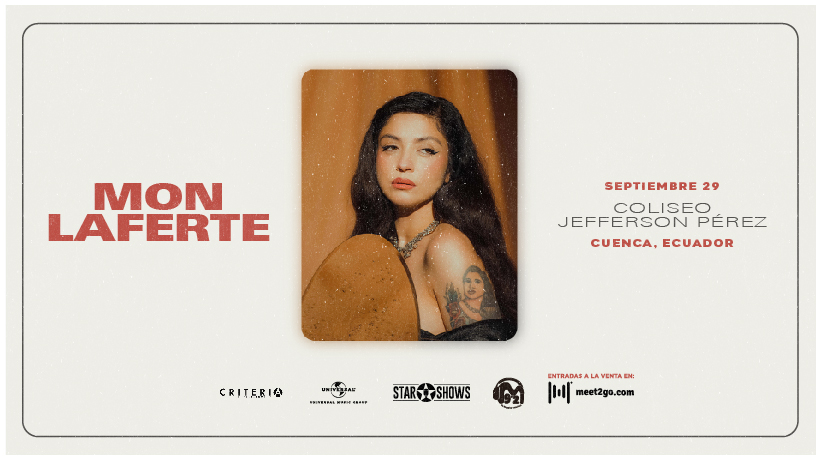 MON
LAFERTE
SEPTIEMBRE 29
COLISEO
JEFFERSON PÉREZ
CUENCA, ECUADOR
CRITERIA
UNIVERSAL
UNIVERSAL MUSIC GROUP
STAR SHOWS
92
ENTRADAS A LA VENTA EN:
meet2go.com